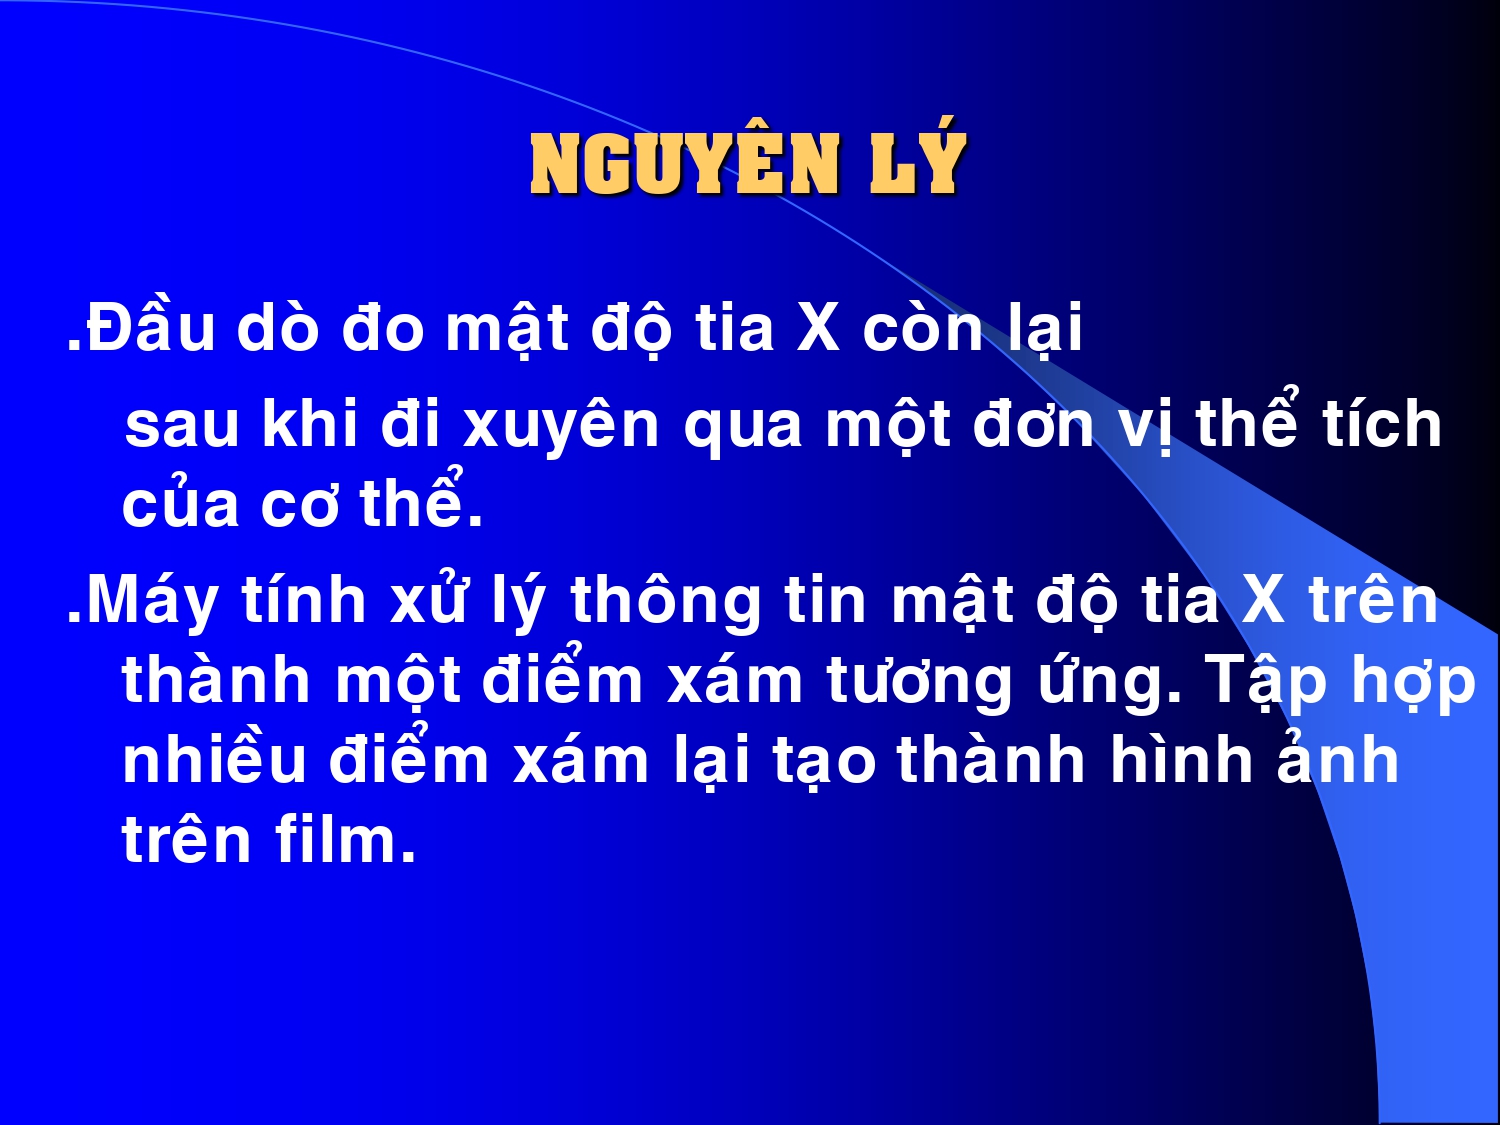 NGUYÊN LÝ
.Đầu dò đo mật độ tia X còn lại
sau khi đi xuyên qua một đơn vị thể tích
của cơ thể.
.Máy tính xử lý thông tin mật độ tia X trên
thành một điểm xám tương ứng. Tập hợp
nhiều điểm xám lại tạo thành hình ảnh
trên film.